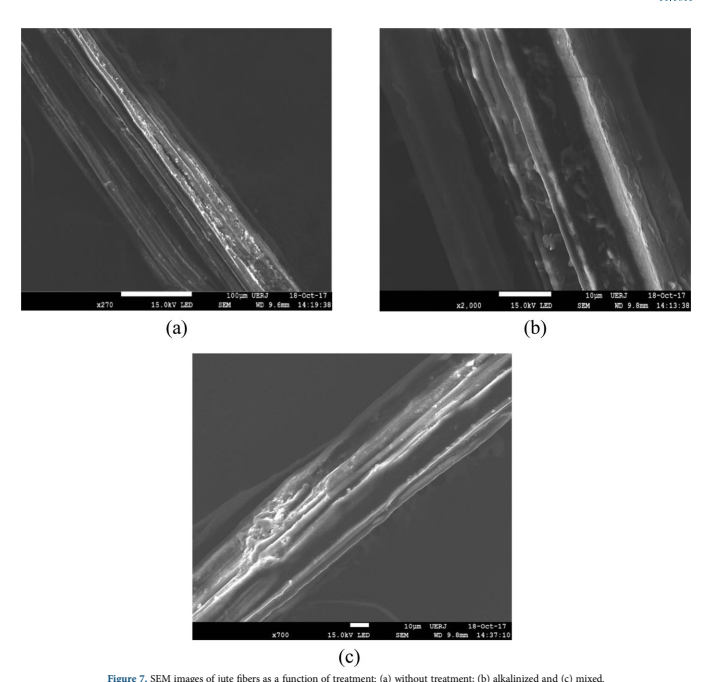 100μm UERJ 18-Oct-17
x270 15.0kV LED SEM WD 9.6mm 14:19:38
(a)
10μm UERJ 18-Oct-17
x2,000 15.0kV LED SEM WD 9.8mm 14:13:38
(b)
10μm UERJ 18-Oct-17
x700 15.0kV LED SEM WD 9.8mm 14:37:10
(c)
Figure 7. SEM images of jute fibers as a function of treatment: (a) without treatment; (b) alkalinized and (c) mixed.